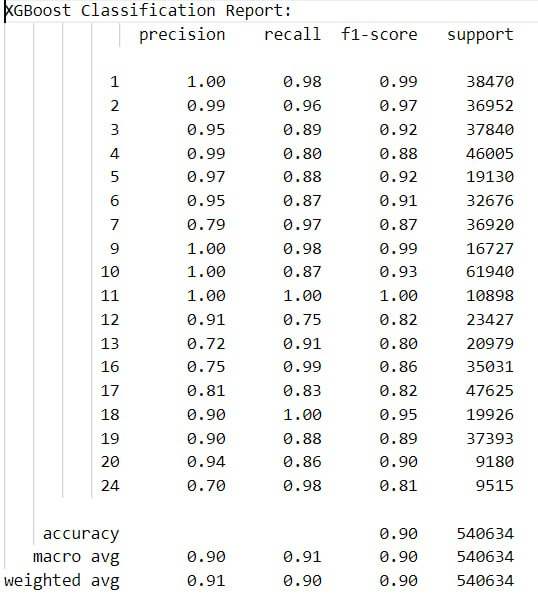 XGBoost Classification Report:
precision recall f1-score support
1 1.00 0.98 0.99 38470
2 0.99 0.96 0.97 36952
3 0.95 0.89 0.92 37840
4 0.99 0.80 0.88 46005
5 0.97 0.88 0.92 19130
6 0.95 0.87 0.91 32676
7 0.79 0.97 0.87 36920
9 1.00 0.98 0.99 16727
10 1.00 0.87 0.93 61940
11 1.00 1.00 1.00 10898
12 0.91 0.75 0.82 23427
13 0.72 0.91 0.80 20979
16 0.75 0.99 0.86 35031
17 0.81 0.83 0.82 47625
18 0.90 1.00 0.95 19926
19 0.90 0.88 0.89 37393
20 0.94 0.86 0.90 9180
24 0.70 0.98 0.81 9515
accuracy 0.90 540634
macro avg 0.90 0.91 0.90 540634
weighted avg 0.91 0.90 0.90 540634